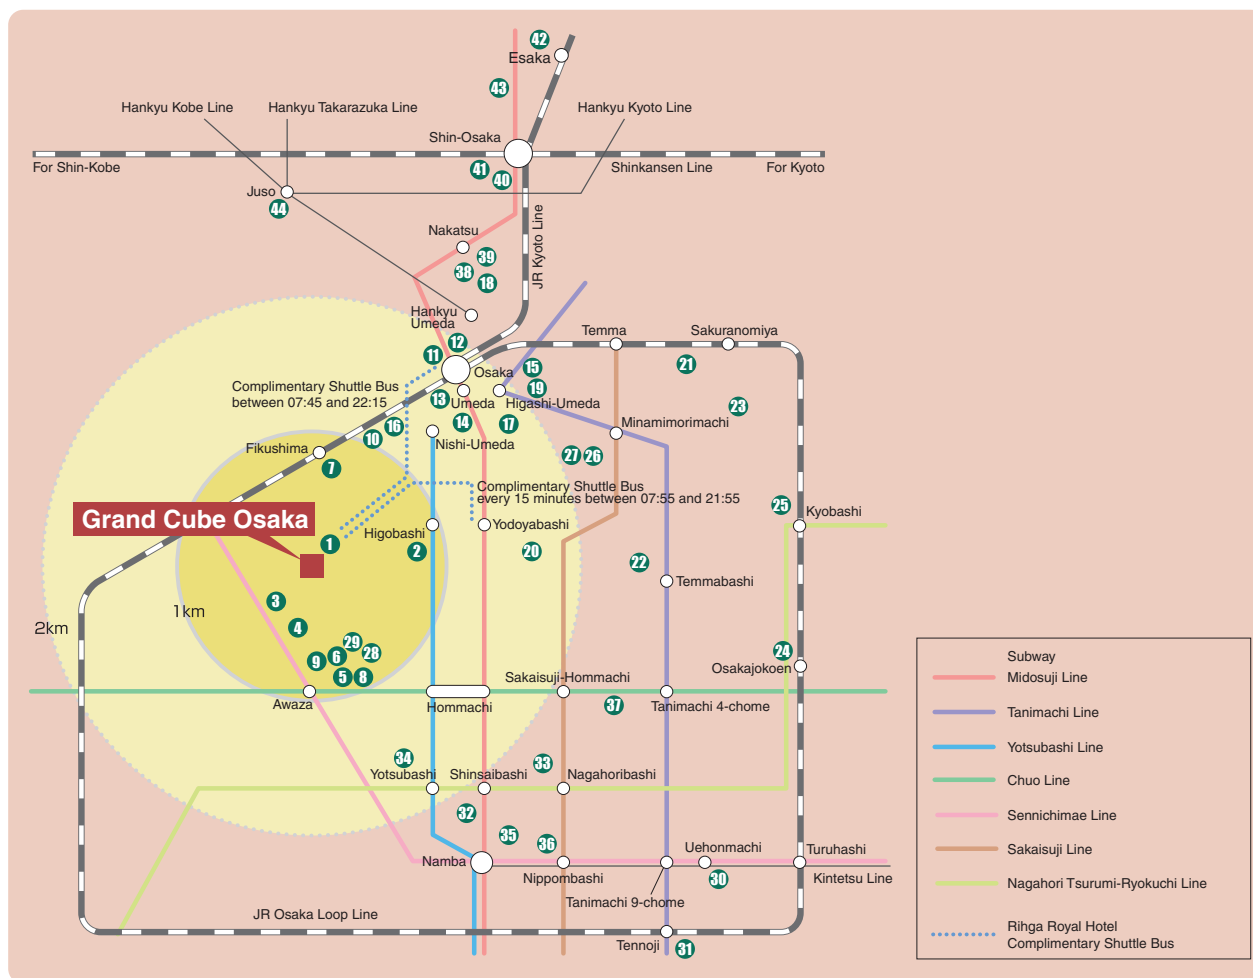 42
Esaka
43
Hankyu Kobe Line
Hankyu Takarazuka Line
Hankyu Kyoto Line
Shin-Osaka
For Shin-Kobe
Shinkansen Line
For Kyoto
41
40
Juso
44
JR Kyoto Line
Nakatsu
39
38
18
Hankyu
Umeda
12
11
Temma
Sakuranomiya
Osaka
15
21
Complimentary Shuttle Bus
between 07:45 and 22:15
13
Umeda
19
Higashi-Umeda
23
16
14
17
Minamimorimachi
10
Nishi-Umeda
Fikushima
7
27
26
Complimentary Shuttle Bus
every 15 minutes between 07:55 and 21:55
25
Kyobashi
Grand Cube Osaka
1
Higobashi
2
Yodoyabashi
20
22
Temmabashi
3
1km
2km
4
29
28
9
6
5
8
24
Osakajokoen
Sakaisuji-Hommachi
Awaza
Hommachi
37
Tanimachi 4-chome
34
33
Yotsubashi
Shinsaibashi
Nagahoribashi
32
35
36
Namba
Nippombashi
Uehonmachi
30
Turuhashi
Kintetsu Line
Tanimachi 9-chome
JR Osaka Loop Line
Tennoji
31
Subway
Midosuji Line
Tanimachi Line
Yotsubashi Line
Chuo Line
Sennichimae Line
Sakaisuji Line
Nagahori Tsurumi-Ryokuchi Line
Rihga Royal Hotel
Complimentary Shuttle Bus